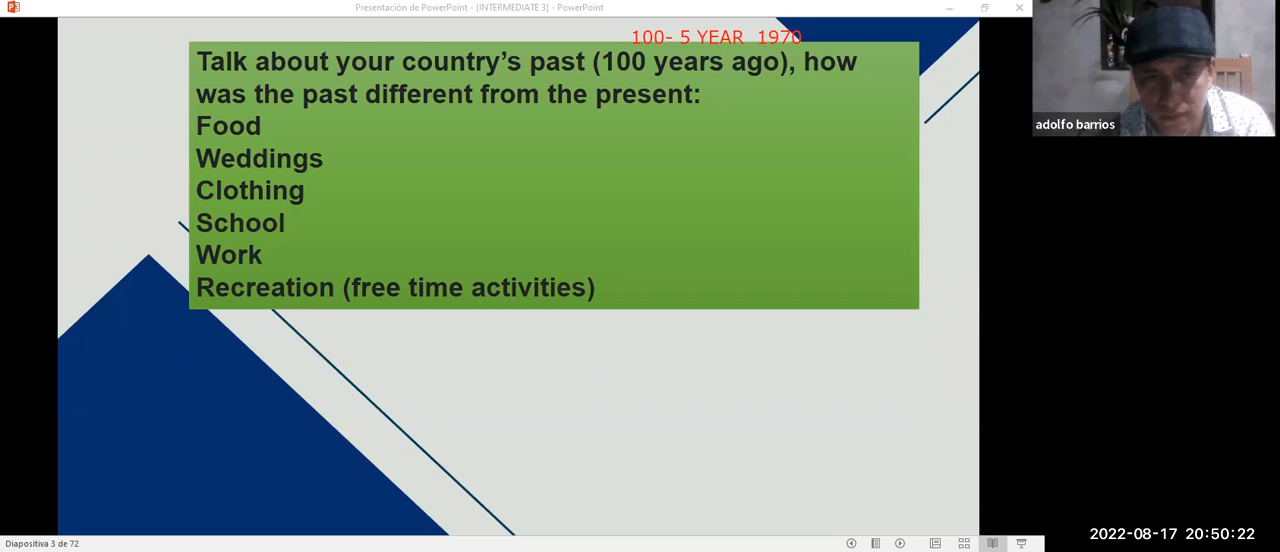 Presentación de PowerPoint - [INTERMEDIATE 3] - PowerPoint
100- 5 YEAR 1970
Talk about your country's past (100 years ago), how
was the past different from the present:
Food
Weddings
Clothing
School
Work
Recreation (free time activities)
adolfo barrios
Diapositiva 3 de 72
2022-08-17 20:50:22